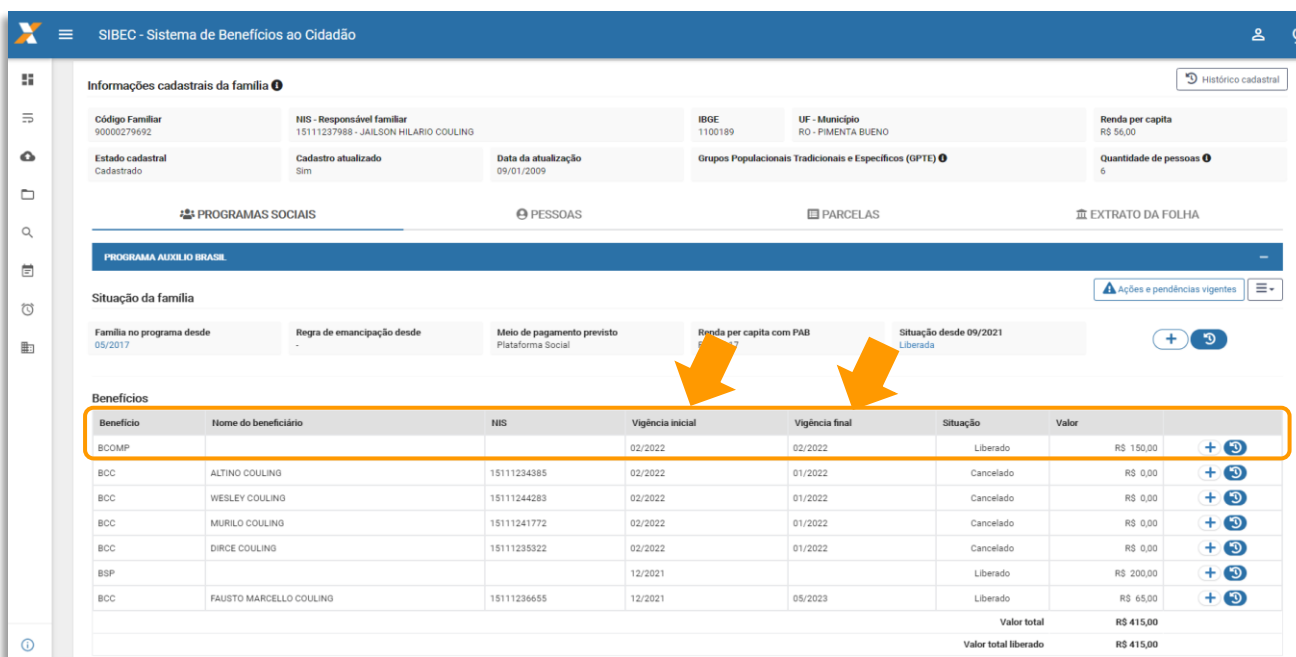 SIBEC - Sistema de Benefícios ao Cidadão
Informações cadastrais da família
Histórico cadastral
Código Familiar NIS - Responsável familiar IBGE UF - Município Renda per capita
90000279692 15111237988 - JAILSON HILARIO COULING 1100189 RO - PIMENTA BUENO R$ 56,00
Estado cadastral Cadastro atualizado Data da atualização Grupos Populacionais Tradicionais e Específicos (GPTE) Quantidade de pessoas
Cadastrado Sim 09/01/2009 6
PROGRAMAS SOCIAIS PESSOAS PARCELAS EXTRATO DA FOLHA
PROGRAMA AUXILIO BRASIL
Situação da família
Ações e pendências vigentes
Família no programa desde Regra de emancipação desde Meio de pagamento previsto Renda per capita com PAB Situação desde 09/2021
05/2017 - Plataforma Social Liberada
Benefícios
Benefício Nome do beneficiário NIS Vigência inicial Vigência final Situação Valor
BCOMP 02/2022 02/2022 Liberado R$ 150,00
BCC ALTINO COULING 15111234385 02/2022 01/2022 Cancelado R$ 0,00
BCC WESLEY COULING 15111244283 02/2022 01/2022 Cancelado R$ 0,00
BCC MURILO COULING 15111241772 02/2022 01/2022 Cancelado R$ 0,00
BCC DIRCE COULING 15111235322 02/2022 01/2022 Cancelado R$ 0,00
BSP 12/2021 Liberado R$ 200,00
BCC FAUSTO MARCELLO COULING 15111236655 12/2021 05/2023 Liberado R$ 65,00
Valor total R$ 415,00
Valor total liberado R$ 415,00